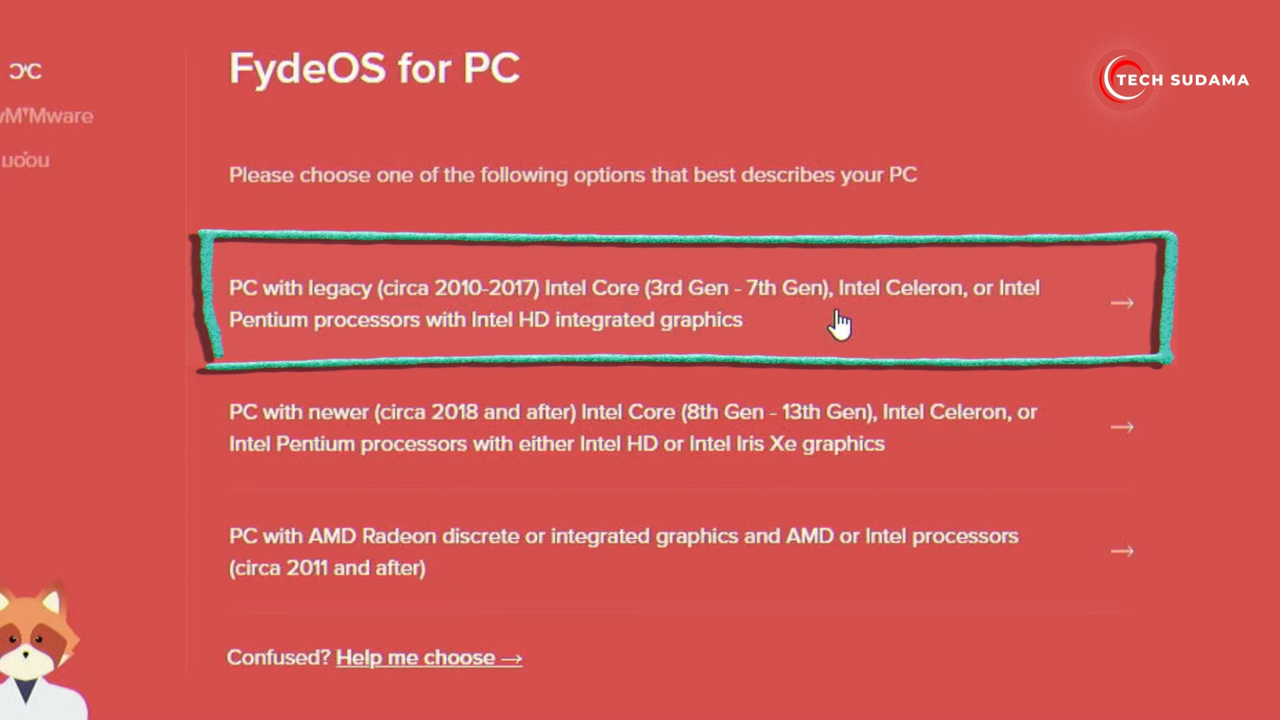 FydeOS for PC
TECH SUDAMA
Please choose one of the following options that best describes your PC
PC with legacy (circa 2010-2017) Intel Core (3rd Gen - 7th Gen), Intel Celeron, or Intel
Pentium processors with Intel HD integrated graphics
PC with newer (circa 2018 and after) Intel Core (8th Gen - 13th Gen), Intel Celeron, or
Intel Pentium processors with either Intel HD or Intel Iris Xe graphics
PC with AMD Radeon discrete or integrated graphics and AMD or Intel processors
(circa 2011 and after)
Confused? Help me choose →